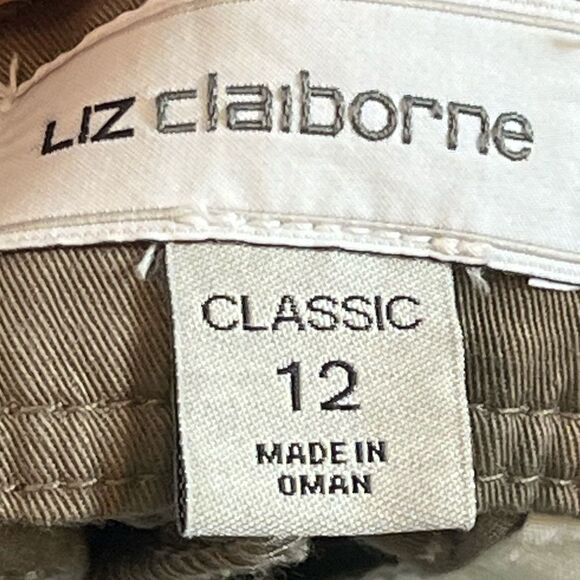 LIZ claiborne
CLASSIC
12
MADE IN
OMAN